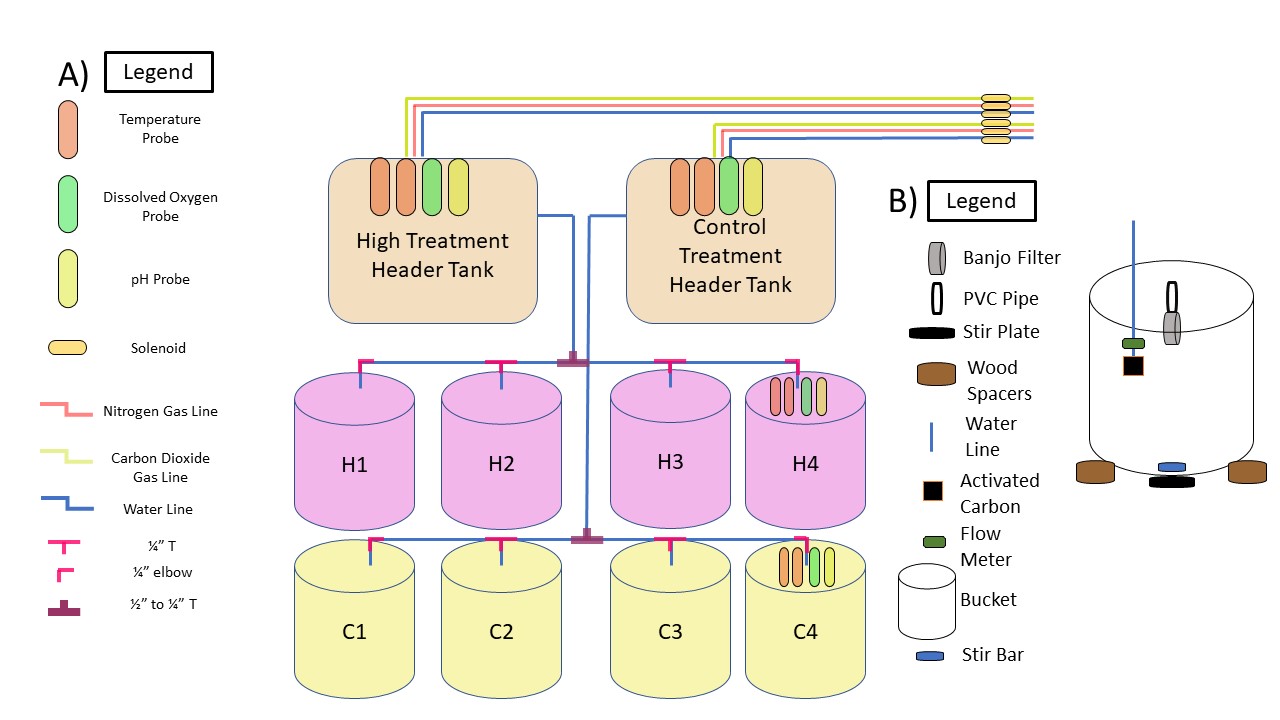 A)
Legend
Temperature
Probe
Dissolved Oxygen
Probe
pH Probe
Solenoid
Nitrogen Gas Line
Carbon Dioxide
Gas Line
Water Line
¼” T
¼” elbow
½” to ¼” T
High Treatment
Header Tank
Control
Treatment
Header Tank
H1
H2
H3
H4
C1
C2
C3
C4
B)
Legend
Banjo Filter
PVC Pipe
Stir Plate
Wood
Spacers
Water
Line
Activated
Carbon
Flow
Meter
Bucket
Stir Bar